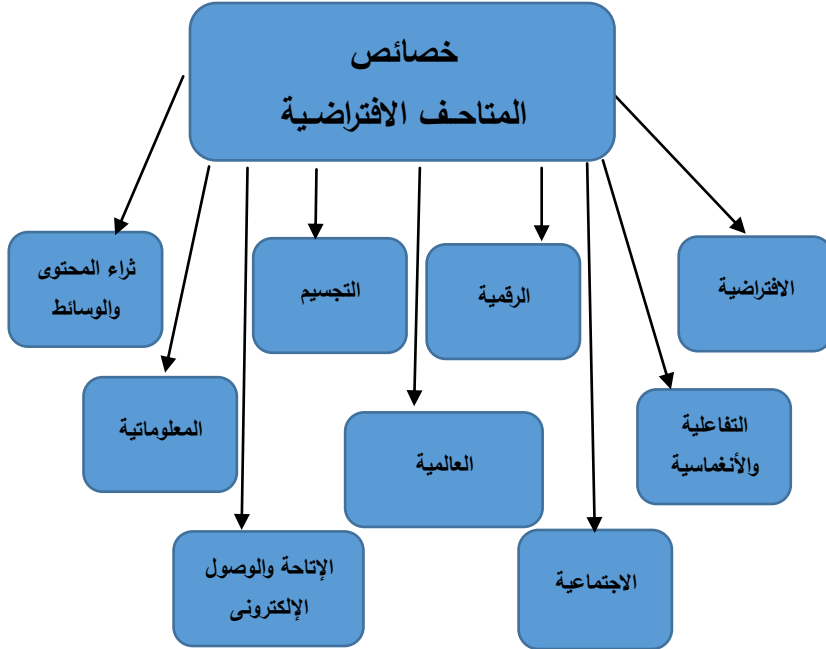 خصائص
المتاحف الافتراضية
الافتراضية
الرقمية
التجسيم
ثراء المحتوى
والوسائط
التفاعلية
والأنغماسية
العالمية
المعلوماتية
الاجتماعية
الإتاحة والوصول
الإلكترونى